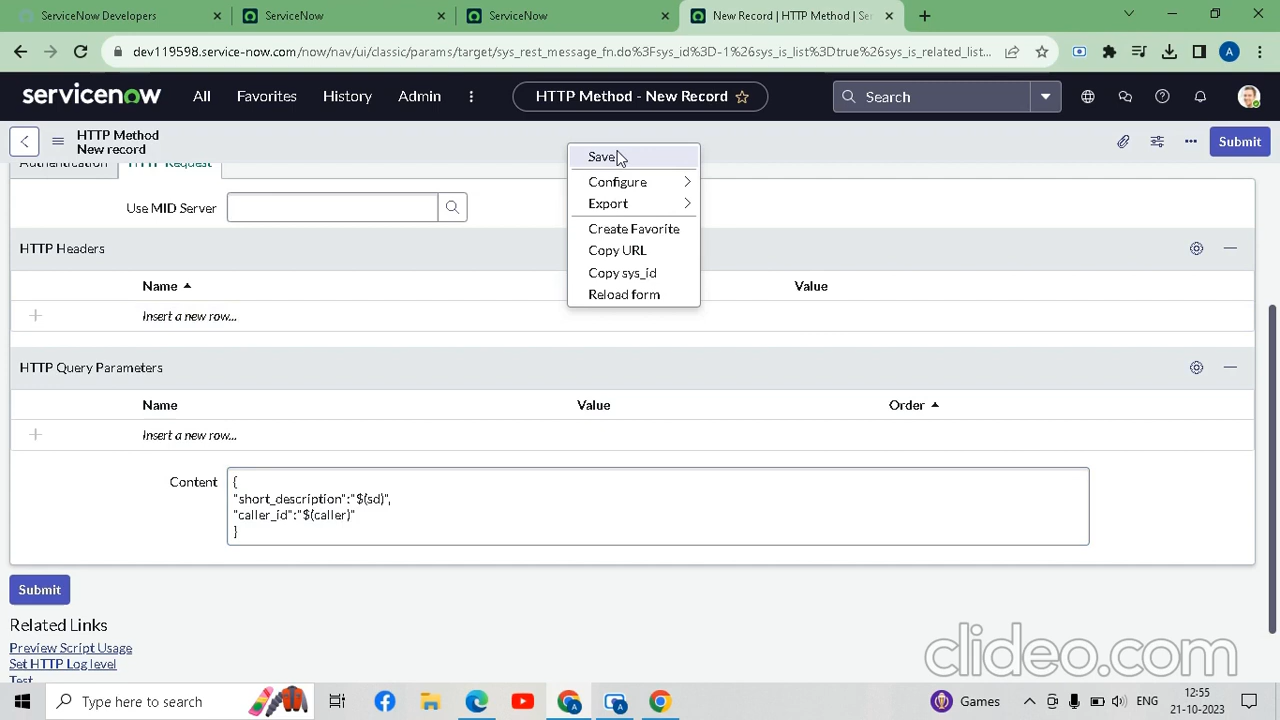 ServiceNow Developers
ServiceNow
ServiceNow
New Record | HTTP Method | Se
dev119598.service-now.com/now/nav/ui/classic/params/target/sys_rest_message_fn.do%3Fsys_id%3D-1%26sys_is_list%3Dtrue%26sys_is_related_list...
A
servicenow
All
Favorites
History
Admin
HTTP Method - New Record
Search
HTTP Method
New record
Submit
Authentication
HTTP Request
Save
Configure
Export
Create Favorite
Copy URL
Copy sys_id
Reload form
Use MID Server
HTTP Headers
Name
Value
Insert a new row...
HTTP Query Parameters
Name
Value
Order
Insert a new row...
Content
{
"short_description":"$(sd)",
"caller_id":"$(caller)"
}
Submit
Related Links
Preview Script Usage
Set HTTP Log level
Test
clideo.com
Type here to search
Games
ENG
12:55
21-10-2023